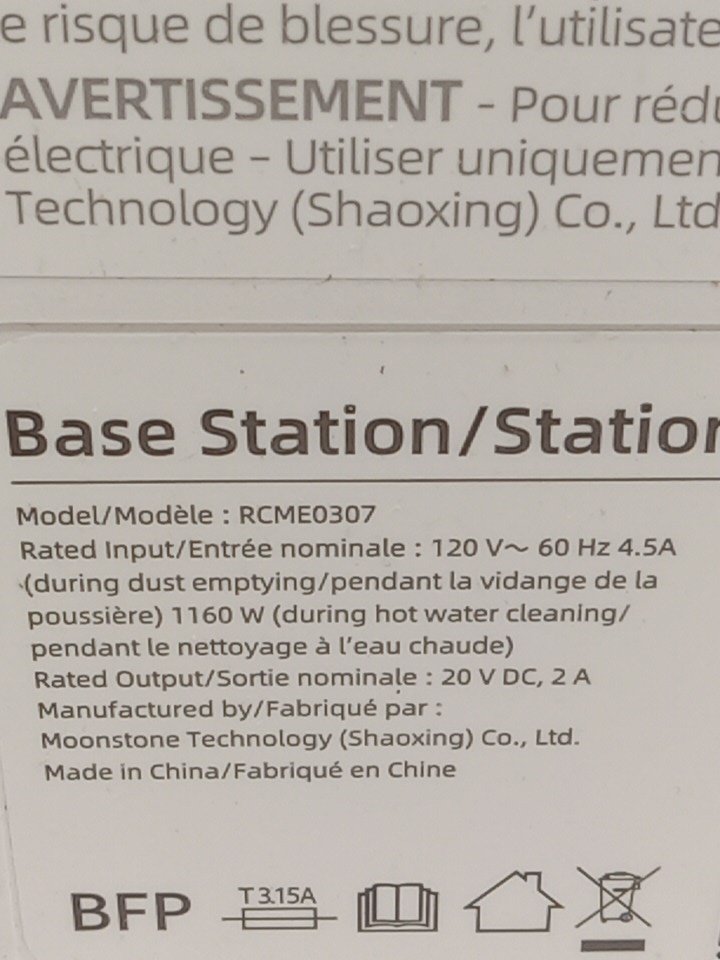 e risque de blessure, l'utilisate
AVERTISSEMENT - Pour rédu
électrique – Utiliser uniquemen
Technology (Shaoxing) Co., Ltd
Base Station/Station
Model/Modèle : RCME0307
Rated Input/Entrée nominale : 120 V～ 60 Hz 4.5A
(during dust emptying/pendant la vidange de la
poussière) 1160 W (during hot water cleaning/
pendant le nettoyage à l'eau chaude)
Rated Output/Sortie nominale : 20 V DC, 2 A
Manufactured by/Fabriqué par :
Moonstone Technology (Shaoxing) Co., Ltd.
Made in China/Fabriqué en Chine
BFP T 3.15A